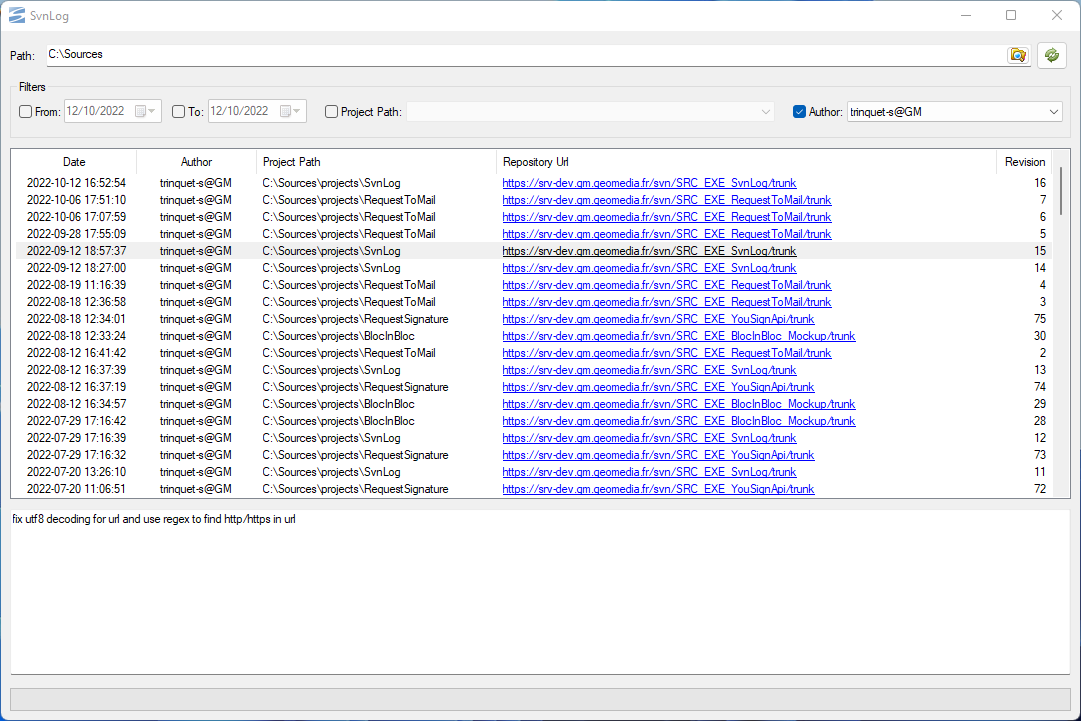 SvnLog
Path: C:\Sources
Filters
From: 12/10/2022 To: 12/10/2022 Project Path: Author: trinquet-s@GM
Date Author Project Path Repository Url Revision
2022-10-12 16:52:54 trinquet-s@GM C:\Sources\projects\SvnLog https://srv-dev.gm.geomedia.fr/svn/SRC_EXE_SvnLog/trunk 16
2022-10-06 17:51:10 trinquet-s@GM C:\Sources\projects\RequestToMail https://srv-dev.gm.geomedia.fr/svn/SRC_EXE_RequestToMail/trunk 7
2022-10-06 17:07:59 trinquet-s@GM C:\Sources\projects\RequestToMail https://srv-dev.gm.geomedia.fr/svn/SRC_EXE_RequestToMail/trunk 6
2022-09-28 17:55:09 trinquet-s@GM C:\Sources\projects\RequestToMail https://srv-dev.gm.geomedia.fr/svn/SRC_EXE_RequestToMail/trunk 5
2022-09-12 18:57:37 trinquet-s@GM C:\Sources\projects\SvnLog https://srv-dev.gm.geomedia.fr/svn/SRC_EXE_SvnLog/trunk 15
2022-09-12 18:27:00 trinquet-s@GM C:\Sources\projects\SvnLog https://srv-dev.gm.geomedia.fr/svn/SRC_EXE_SvnLog/trunk 14
2022-08-19 11:16:39 trinquet-s@GM C:\Sources\projects\RequestToMail https://srv-dev.gm.geomedia.fr/svn/SRC_EXE_RequestToMail/trunk 4
2022-08-18 12:36:58 trinquet-s@GM C:\Sources\projects\RequestToMail https://srv-dev.gm.geomedia.fr/svn/SRC_EXE_RequestToMail/trunk 3
2022-08-18 12:34:01 trinquet-s@GM C:\Sources\projects\RequestSignature https://srv-dev.gm.geomedia.fr/svn/SRC_EXE_YouSignApi/trunk 75
2022-08-18 12:33:24 trinquet-s@GM C:\Sources\projects\BlocInBloc https://srv-dev.gm.geomedia.fr/svn/SRC_EXE_BlocInBloc_Mockup/trunk 30
2022-08-12 16:41:42 trinquet-s@GM C:\Sources\projects\RequestToMail https://srv-dev.gm.geomedia.fr/svn/SRC_EXE_RequestToMail/trunk 2
2022-08-12 16:37:39 trinquet-s@GM C:\Sources\projects\SvnLog https://srv-dev.gm.geomedia.fr/svn/SRC_EXE_SvnLog/trunk 13
2022-08-12 16:37:19 trinquet-s@GM C:\Sources\projects\RequestSignature https://srv-dev.gm.geomedia.fr/svn/SRC_EXE_YouSignApi/trunk 74
2022-08-12 16:34:57 trinquet-s@GM C:\Sources\projects\BlocInBloc https://srv-dev.gm.geomedia.fr/svn/SRC_EXE_BlocInBloc_Mockup/trunk 29
2022-07-29 17:16:42 trinquet-s@GM C:\Sources\projects\BlocInBloc https://srv-dev.gm.geomedia.fr/svn/SRC_EXE_BlocInBloc_Mockup/trunk 28
2022-07-29 17:16:39 trinquet-s@GM C:\Sources\projects\SvnLog https://srv-dev.gm.geomedia.fr/svn/SRC_EXE_SvnLog/trunk 12
2022-07-29 17:16:32 trinquet-s@GM C:\Sources\projects\RequestSignature https://srv-dev.gm.geomedia.fr/svn/SRC_EXE_YouSignApi/trunk 73
2022-07-20 13:26:10 trinquet-s@GM C:\Sources\projects\SvnLog https://srv-dev.gm.geomedia.fr/svn/SRC_EXE_SvnLog/trunk 11
2022-07-20 11:06:51 trinquet-s@GM C:\Sources\projects\RequestSignature https://srv-dev.gm.geomedia.fr/svn/SRC_EXE_YouSignApi/trunk 72
fix utf8 decoding for url and use regex to find http/https in url